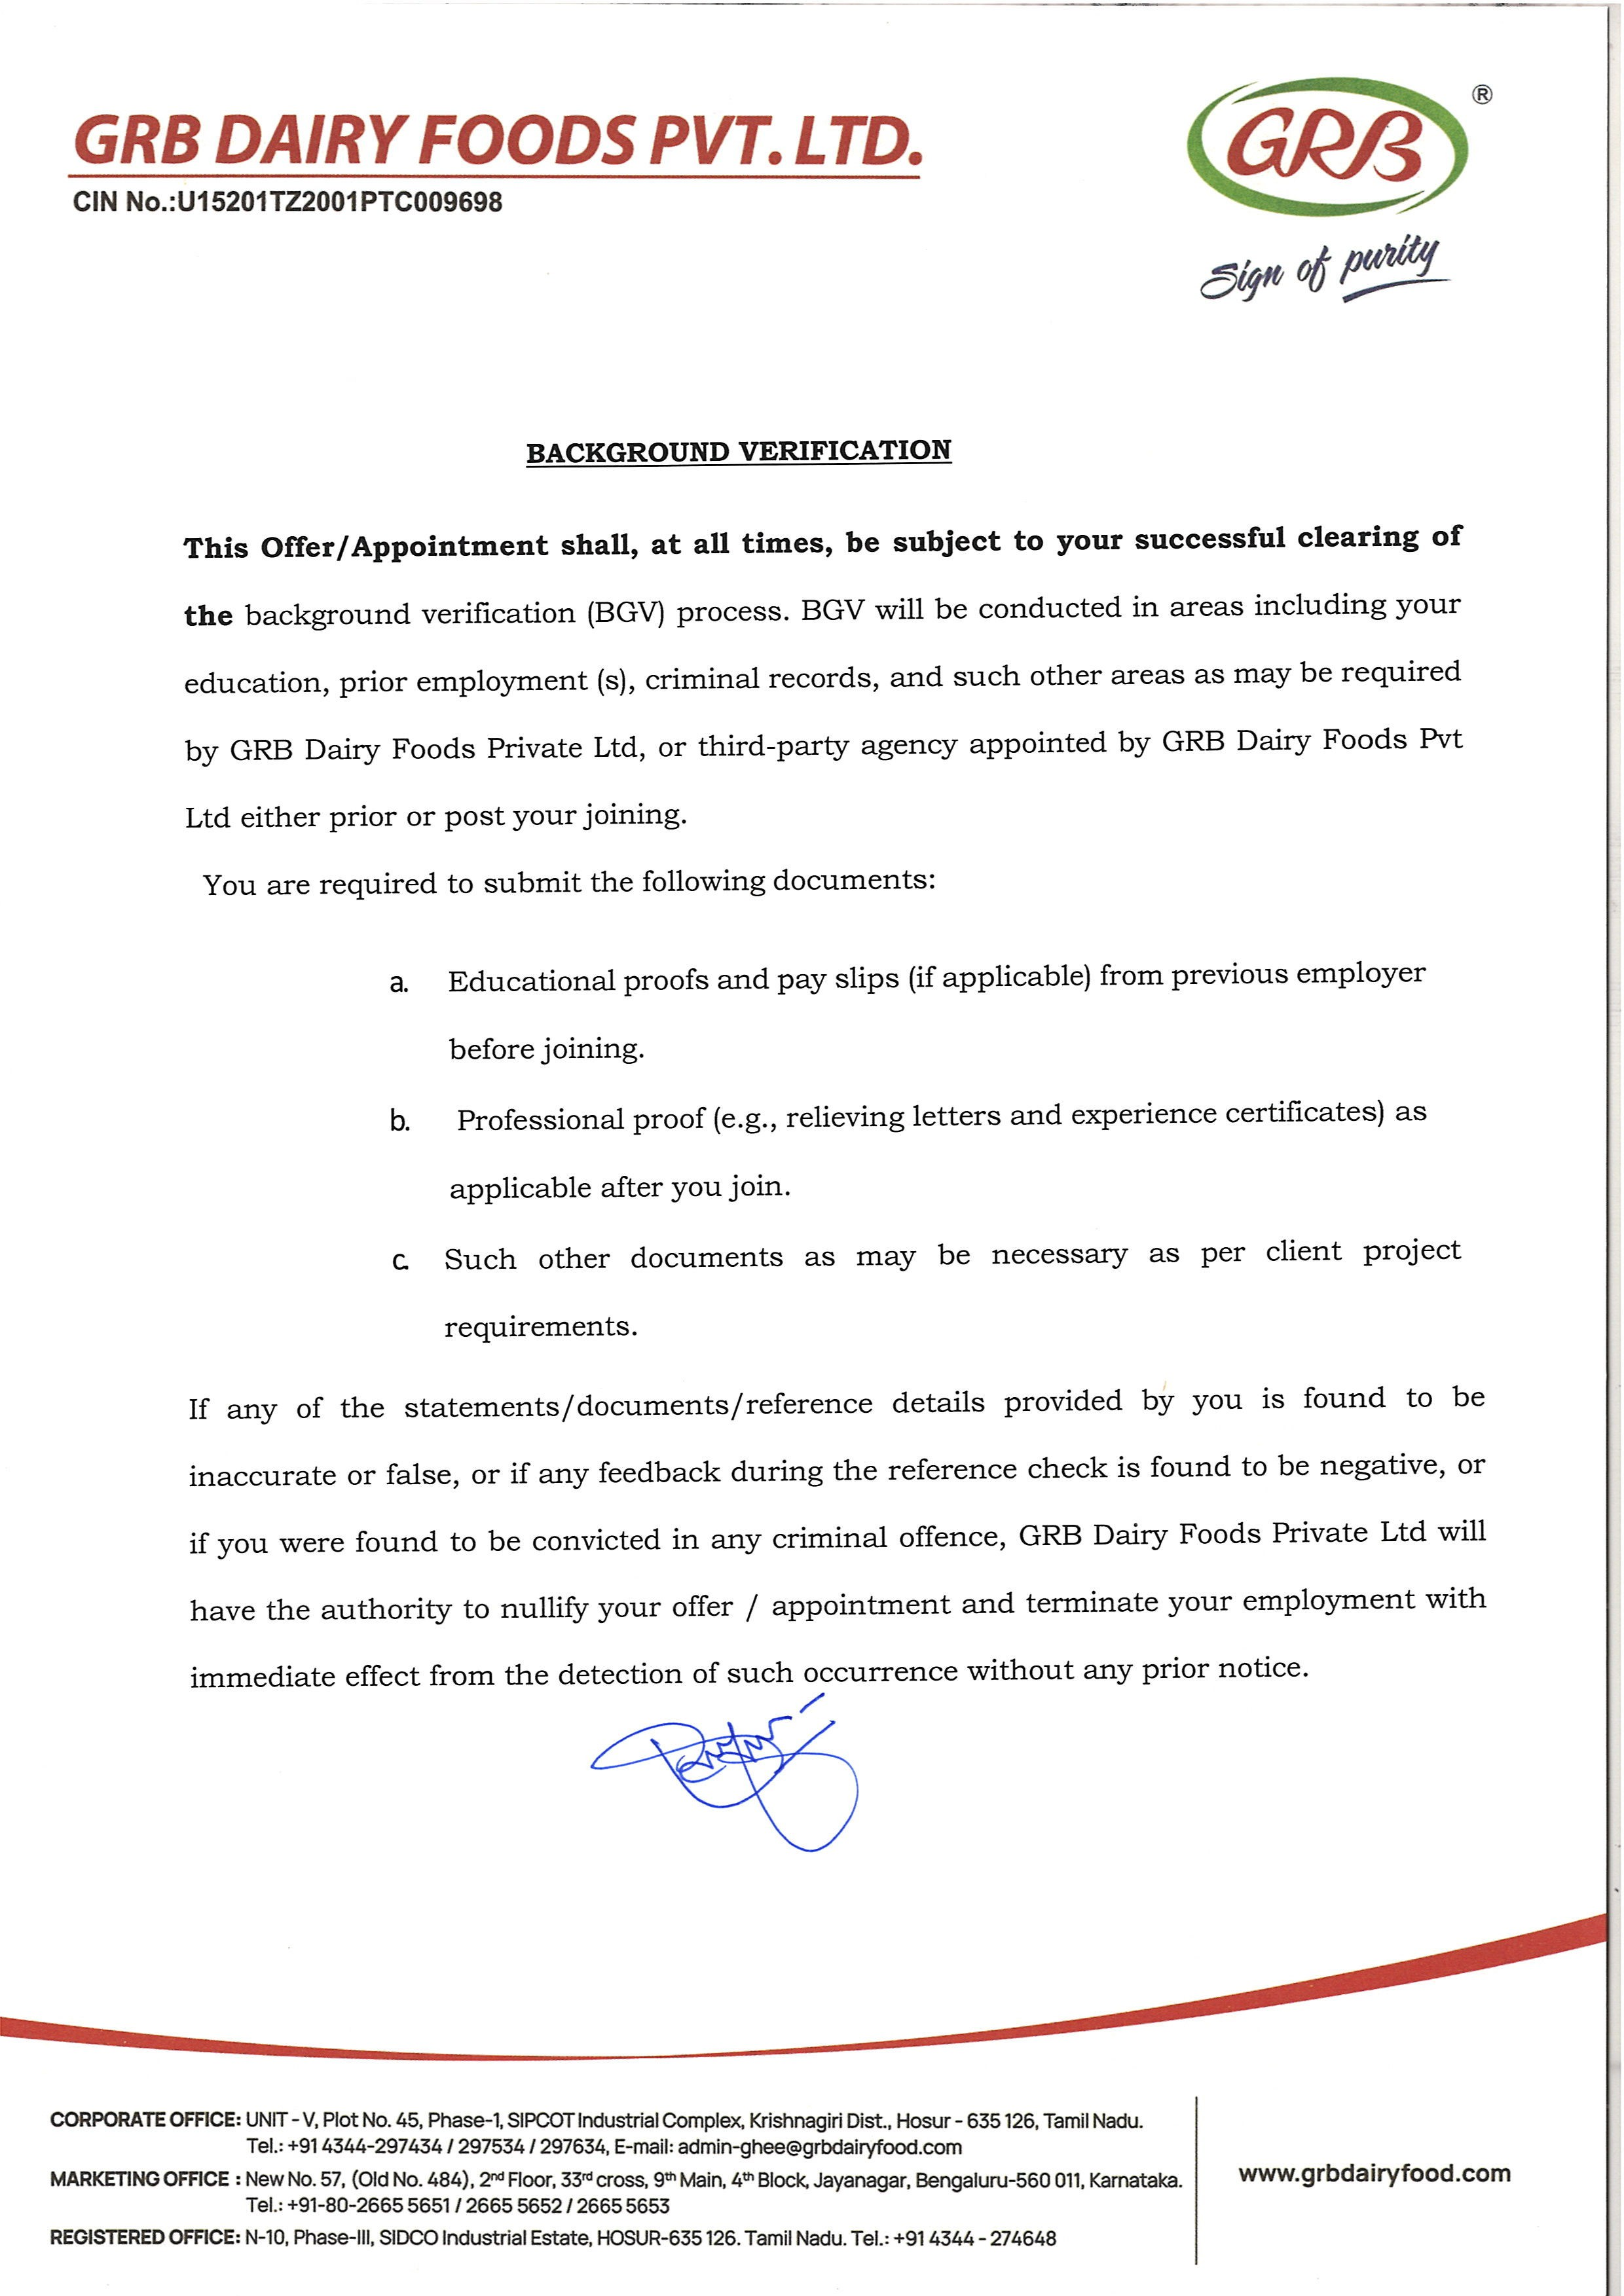 GRB DAIRY FOODS PVT. LTD.
CIN No.:U15201TZ2001PTC009698
GRB ®
Sign of purity
BACKGROUND VERIFICATION
This Offer/Appointment shall, at all times, be subject to your successful clearing of
the background verification (BGV) process. BGV will be conducted in areas including your
education, prior employment (s), criminal records, and such other areas as may be required
by GRB Dairy Foods Private Ltd, or third-party agency appointed by GRB Dairy Foods Pvt
Ltd either prior or post your joining.
You are required to submit the following documents:
a. Educational proofs and pay slips (if applicable) from previous employer
before joining.
b. Professional proof (e.g., relieving letters and experience certificates) as
applicable after you join.
c. Such other documents as may be necessary as per client project
requirements.
If any of the statements/documents/reference details provided by you is found to be
inaccurate or false, or if any feedback during the reference check is found to be negative, or
if you were found to be convicted in any criminal offence, GRB Dairy Foods Private Ltd will
have the authority to nullify your offer / appointment and terminate your employment with
immediate effect from the detection of such occurrence without any prior notice.
CORPORATE OFFICE: UNIT - V, Plot No. 45, Phase-1, SIPCOT Industrial Complex, Krishnagiri Dist., Hosur - 635 126, Tamil Nadu.
Tel.: +91 4344-297434 / 297534 / 297634, E-mail: admin-ghee@grbdairyfood.com
MARKETING OFFICE : New No. 57, (Old No. 484), 2nd Floor, 33rd cross, 9th Main, 4th Block, Jayanagar, Bengaluru-560 011, Karnataka.
Tel.: +91-80-2665 5651 / 2665 5652 / 2665 5653
REGISTERED OFFICE: N-10, Phase-III, SIDCO Industrial Estate, HOSUR-635 126. Tamil Nadu. Tel.: +91 4344 - 274648
www.grbdairyfood.com